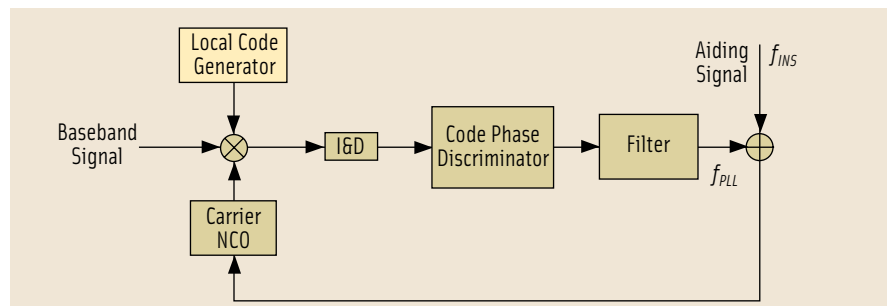 Local Code
Generator
Aiding
Signal
f_INS
Baseband
Signal
I&D
Code Phase
Discriminator
Filter
f_PLL
Carrier
NCO